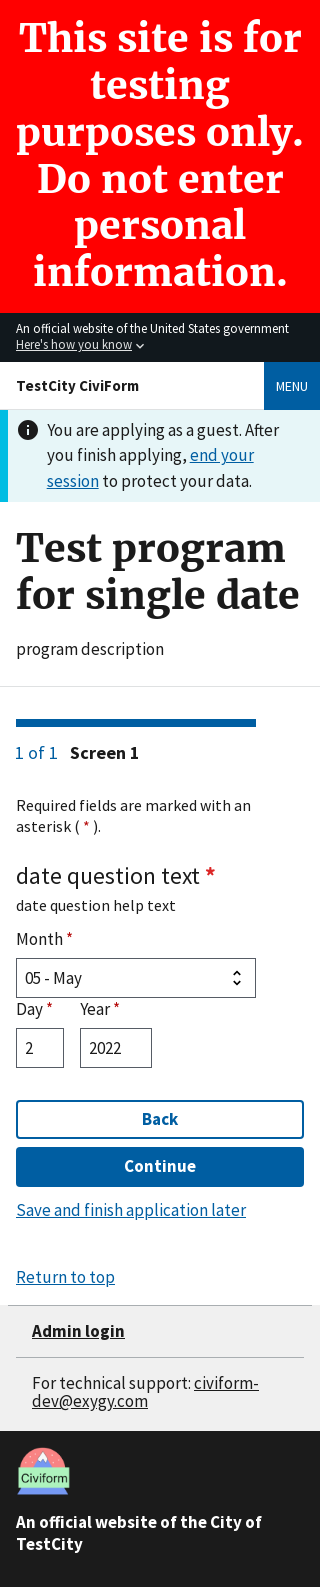 This site is for
testing
purposes only.
Do not enter
personal
information.
An official website of the United States government
Here's how you know
TestCity CiviForm
MENU
You are applying as a guest. After
you finish applying, end your
session to protect your data.
Test program
for single date
program description
1 of 1 Screen 1
Required fields are marked with an
asterisk ( * ).
date question text *
date question help text
Month *
05 - May
Day * Year *
2 2022
Back
Continue
Save and finish application later
Return to top
Admin login
For technical support: civiform-
dev@exygy.com
Civiform
An official website of the City of
TestCity